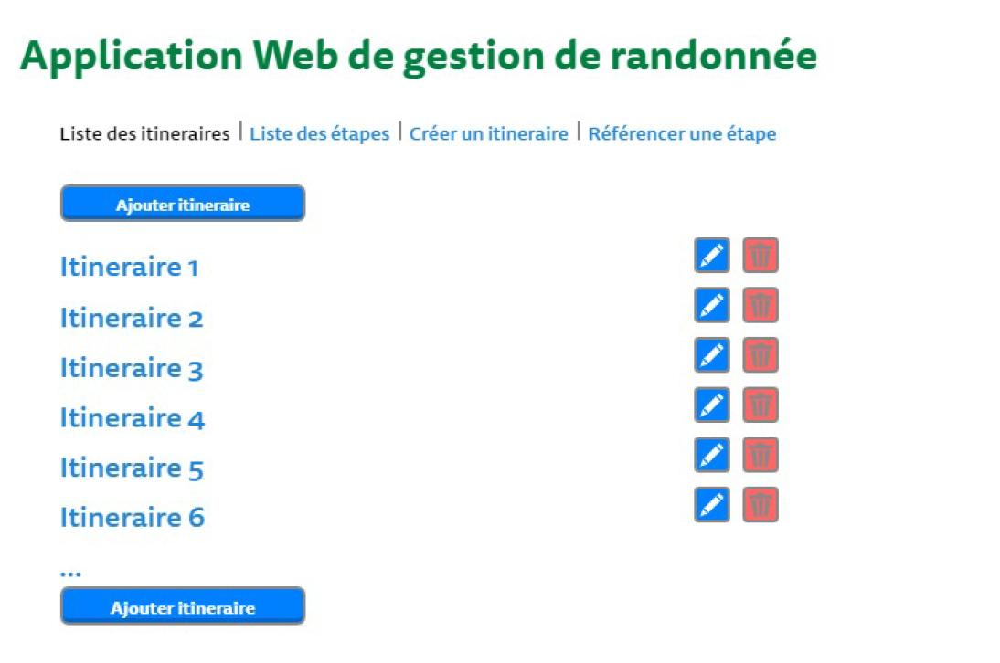 Application Web de gestion de randonnée
Liste des itineraires | Liste des étapes | Créer un itineraire | Référencer une étape
Ajouter itineraire
Itineraire 1
Itineraire 2
Itineraire 3
Itineraire 4
Itineraire 5
Itineraire 6
...
Ajouter itineraire